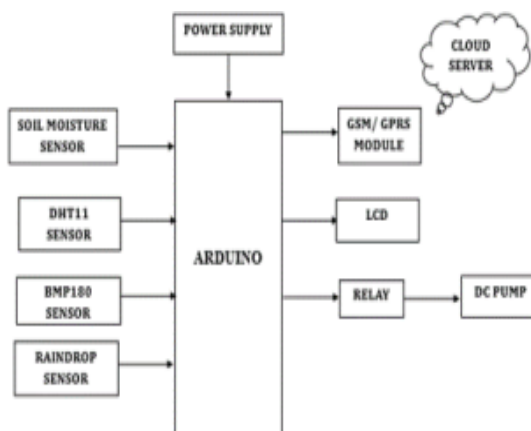 POWER SUPPLY
CLOUD
SERVER
SOIL MOISTURE
SENSOR
GSM/ GPRS
MODULE
DHT11
SENSOR
LCD
ARDUINO
BMP180
SENSOR
RELAY
DC PUMP
RAINDROP
SENSOR